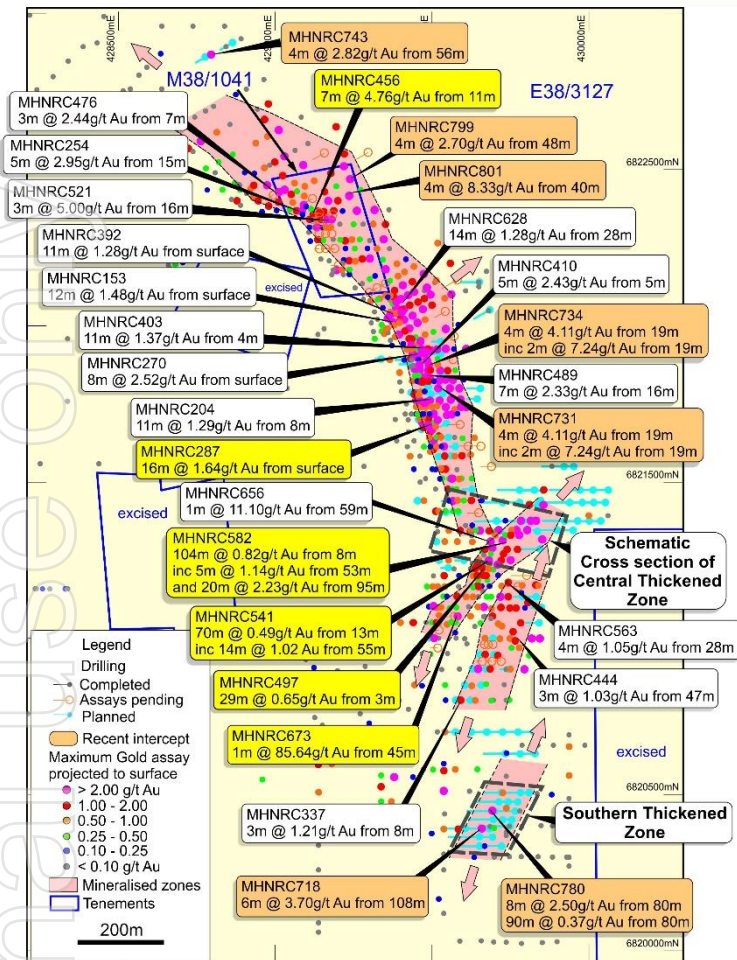 428600mE
E
430000mE
MHNRC743
4m @ 2.82g/t Au from 56m
M38/1041
E38/3127
MHNRC456
7m @ 4.76g/t Au from 11m
MHNRC476
3m @ 2.44g/t Au from 7m
MHNRC799
4m @ 2.70g/t Au from 48m
6822500mN
MHNRC254
5m @ 2.95g/t Au from 15m
MHNRC801
4m @ 8.33g/t Au from 40m
MHNRC521
3m @ 5.00g/t Au from 16m
MHNRC628
14m @ 1.28g/t Au from 28m
MHNRC392
11m @ 1.28g/t Au from surface
MHNRC410
5m @ 2.43g/t Au from 5m
MHNRC153
12m @ 1.48g/t Au from surface
excised
MHNRC734
4m @ 4.11g/t Au from 19m
inc 2m @ 7.24g/t Au from 19m
MHNRC403
11m @ 1.37g/t Au from 4m
MHNRC270
8m @ 2.52g/t Au from surface
MHNRC489
7m @ 2.33g/t Au from 16m
MHNRC204
11m @ 1.29g/t Au from 8m
MHNRC731
4m @ 4.11g/t Au from 19m
inc 2m @ 7.24g/t Au from 19m
MHNRC287
16m @ 1.64g/t Au from surface
6821500mN
MHNRC656
1m @ 11.10g/t Au from 59m
excised
MHNRC582
104m @ 0.82g/t Au from 8m
inc 5m @ 1.14g/t Au from 53m
and 20m @ 2.23g/t Au from 95m
Schematic
Cross section of
Central Thickened
Zone
MHNRC541
70m @ 0.49g/t Au from 13m
inc 14m @ 1.02 Au from 55m
MHNRC563
4m @ 1.05g/t Au from 28m
MHNRC497
29m @ 0.65g/t Au from 3m
MHNRC444
3m @ 1.03g/t Au from 47m
MHNRC673
1m @ 85.64g/t Au from 45m
excised
6820500mN
MHNRC337
3m @ 1.21g/t Au from 8m
Southern Thickened
Zone
MHNRC718
6m @ 3.70g/t Au from 108m
MHNRC780
8m @ 2.50g/t Au from 80m
90m @ 0.37g/t Au from 80m
6820000mN
Legend
Drilling
Completed
Assays pending
Planned
Recent intercept
Maximum Gold assay
projected to surface
> 2.00 g/t Au
1.00 - 2.00
0.50 - 1.00
0.25 - 0.50
0.10 - 0.25
< 0.10 g/t Au
Mineralised zones
Tenements
200m